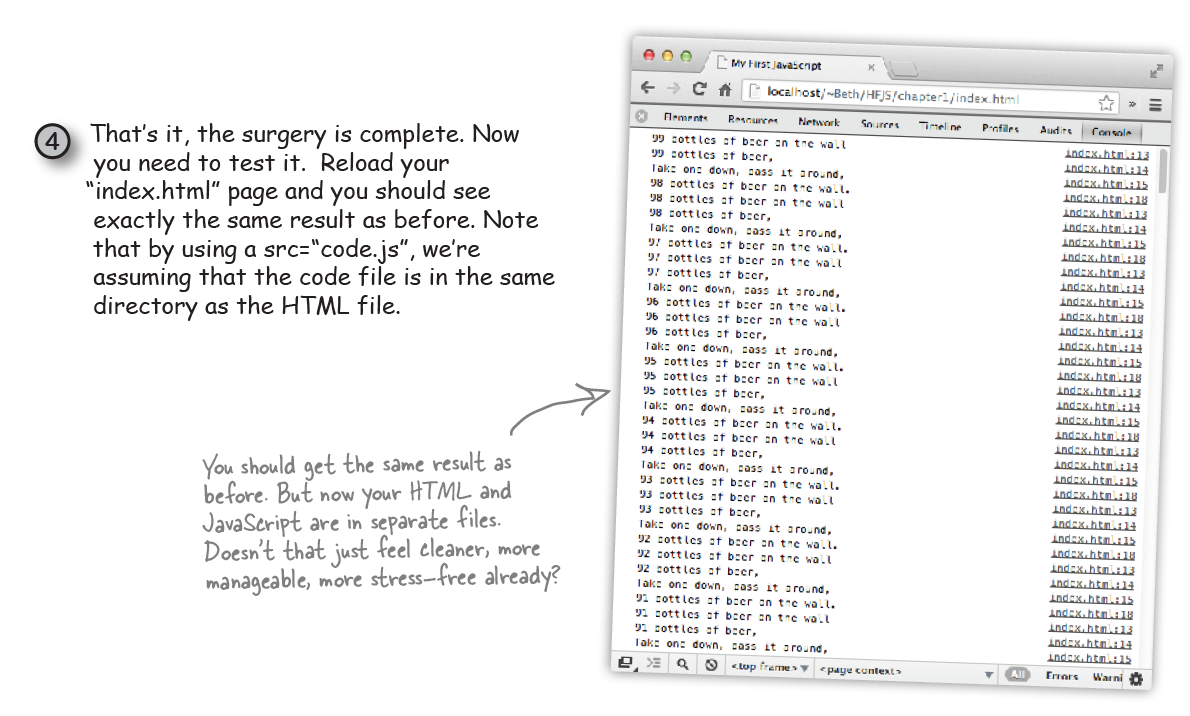 4
That's it, the surgery is complete. Now
you need to test it. Reload your
“index.html” page and you should see
exactly the same result as before. Note
that by using a src=“code.js”, we're
assuming that the code file is in the same
directory as the HTML file.
You should get the same result as
before. But now your HTML and
JavaScript are in separate files.
Doesn't that just feel cleaner, more
manageable, more stress–free already?
My First JavaScript
localhost/~Beth/HFJS/chapter1/index.html
Elements Resources Network Sources Timeline Profiles Audits Console
99 bottles of beer on the wall index.html:13
99 bottles of beer, index.html:14
Take one down, pass it around, index.html:15
98 bottles of beer on the wall. index.html:18
98 bottles of beer on the wall index.html:13
98 bottles of beer, index.html:14
Take one down, pass it around, index.html:15
97 bottles of beer on the wall. index.html:18
97 bottles of beer on the wall index.html:13
97 bottles of beer, index.html:14
Take one down, pass it around, index.html:15
96 bottles of beer on the wall. index.html:18
96 bottles of beer on the wall index.html:13
96 bottles of beer, index.html:14
Take one down, pass it around, index.html:15
95 bottles of beer on the wall. index.html:18
95 bottles of beer on the wall index.html:13
95 bottles of beer, index.html:14
Take one down, pass it around, index.html:15
94 bottles of beer on the wall. index.html:18
94 bottles of beer on the wall index.html:13
94 bottles of beer, index.html:14
Take one down, pass it around, index.html:15
93 bottles of beer on the wall. index.html:18
93 bottles of beer on the wall index.html:13
93 bottles of beer, index.html:14
Take one down, pass it around, index.html:15
92 bottles of beer on the wall. index.html:18
92 bottles of beer on the wall index.html:13
92 bottles of beer, index.html:14
Take one down, pass it around, index.html:15
91 bottles of beer on the wall. index.html:18
91 bottles of beer on the wall index.html:13
91 bottles of beer, index.html:14
Take one down, pass it around, index.html:15
<top frame> <page context> All Errors Warni